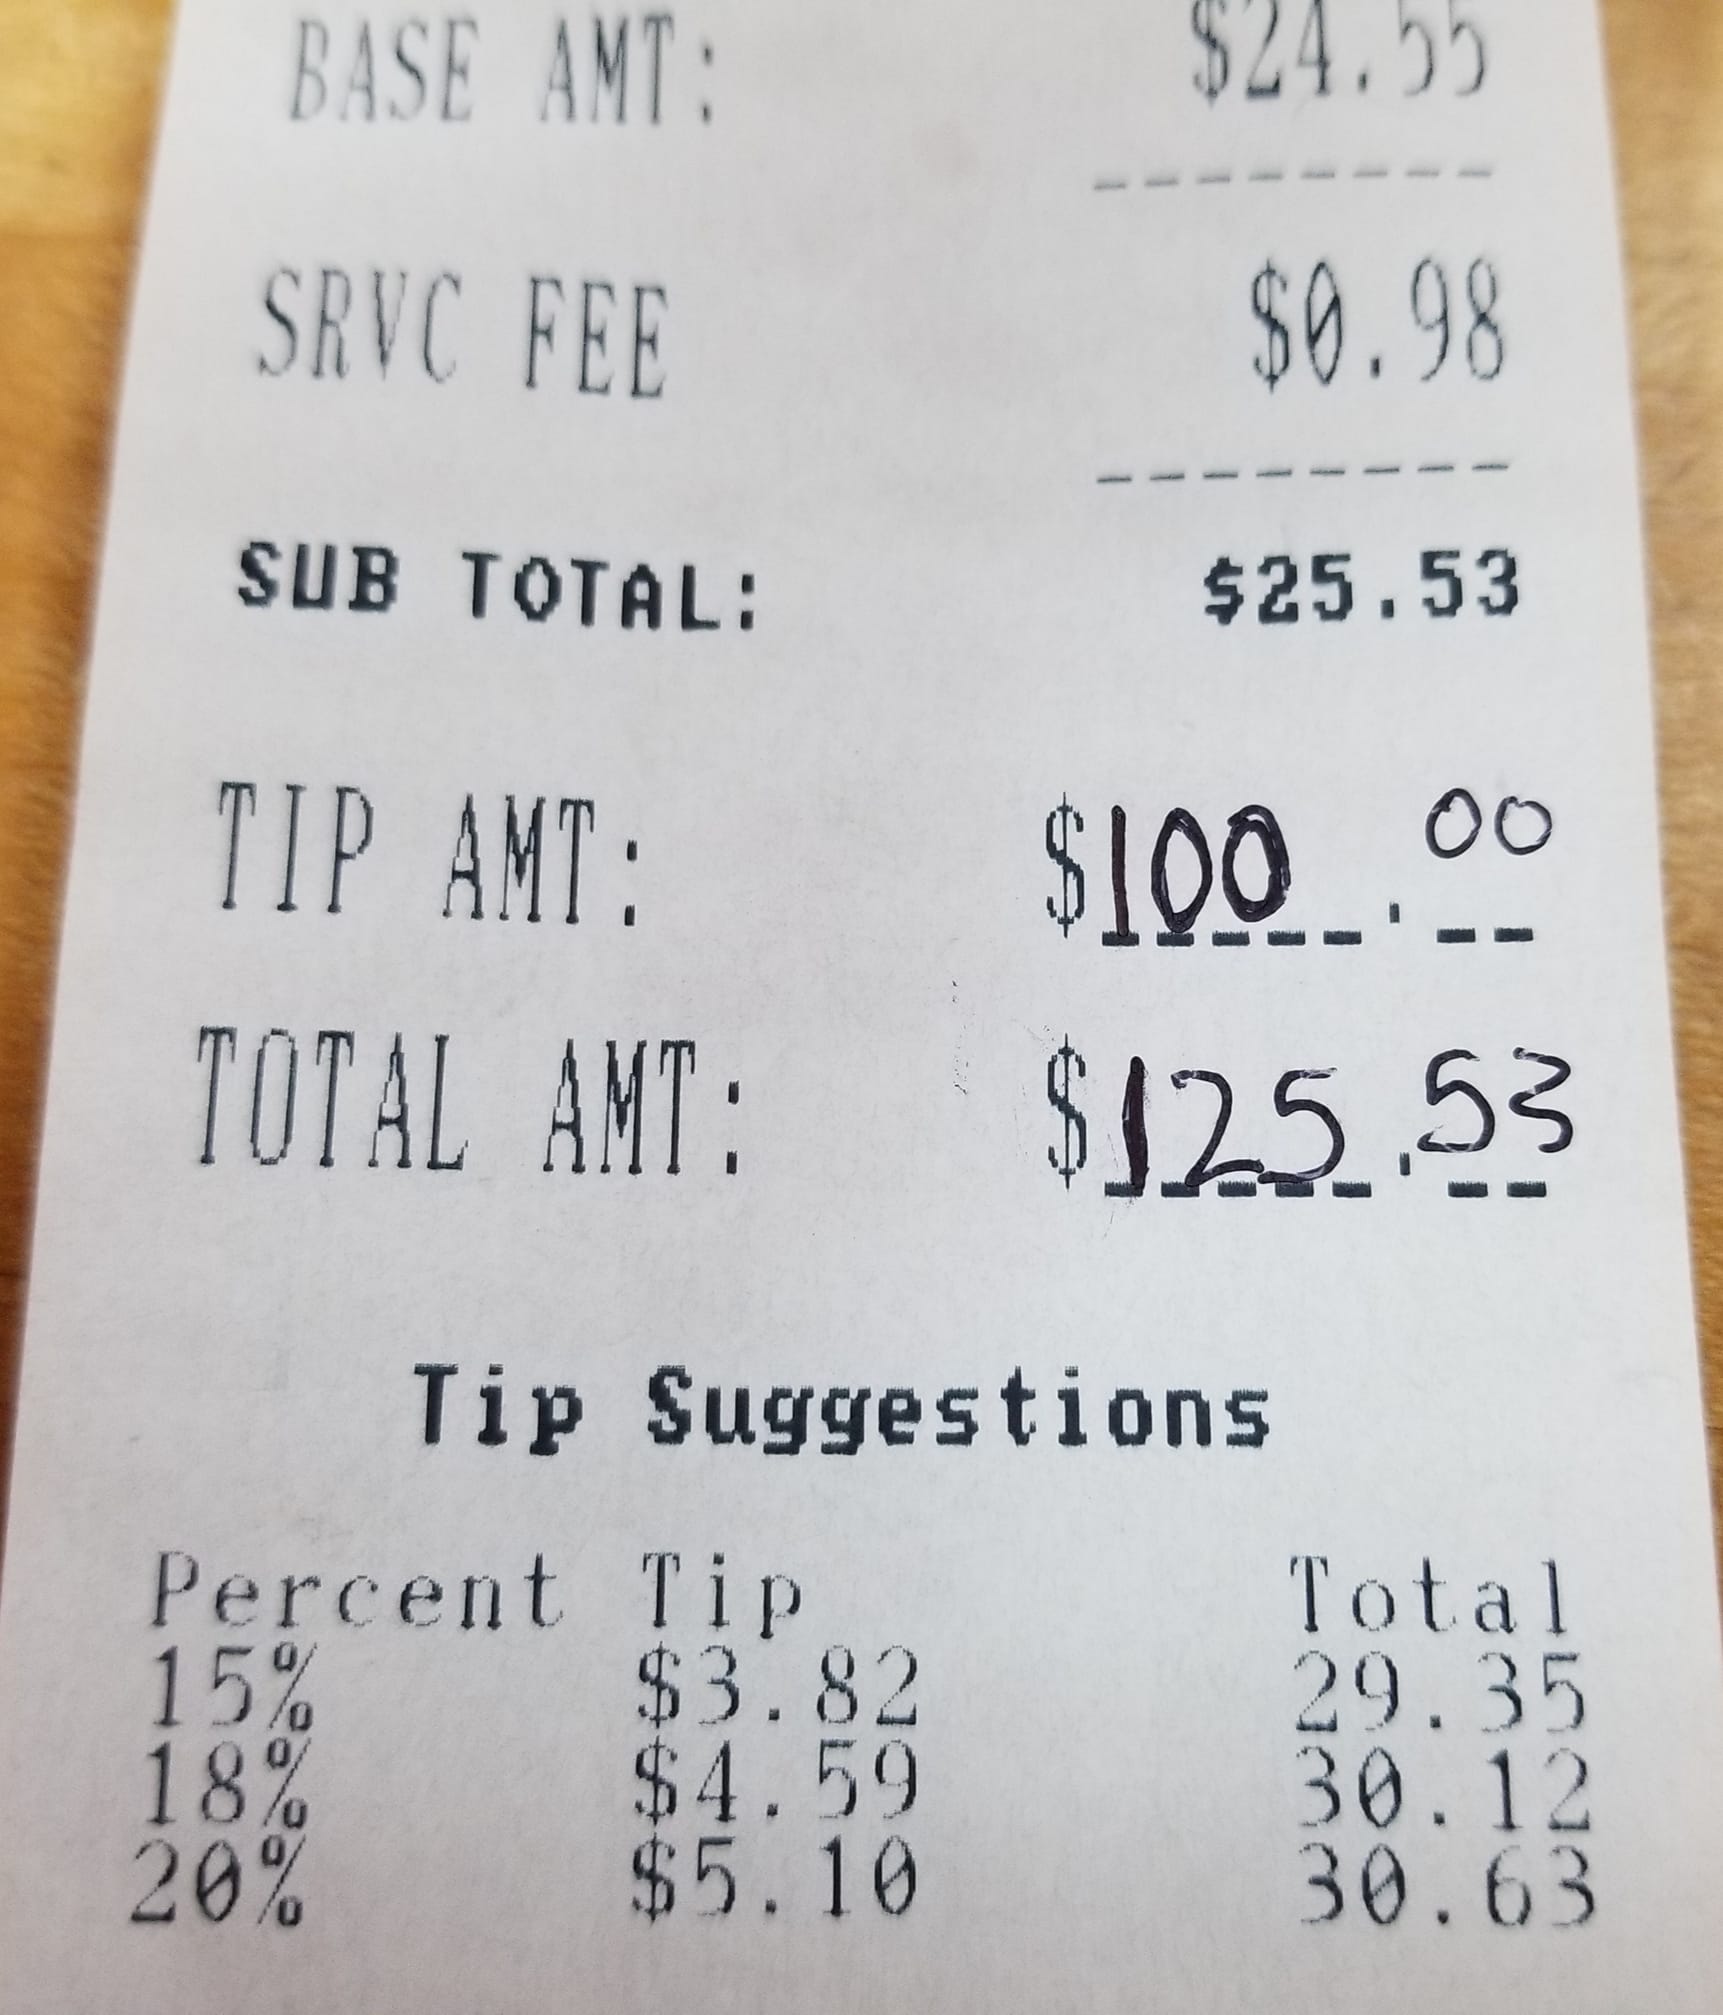 BASE AMT: $24.55
SRVC FEE $0.98
SUB TOTAL: $25.53
TIP AMT: $100.00
TOTAL AMT: $125.53
Tip Suggestions
Percent Tip Total
15% $3.82 29.35
18% $4.59 30.12
20% $5.10 30.63